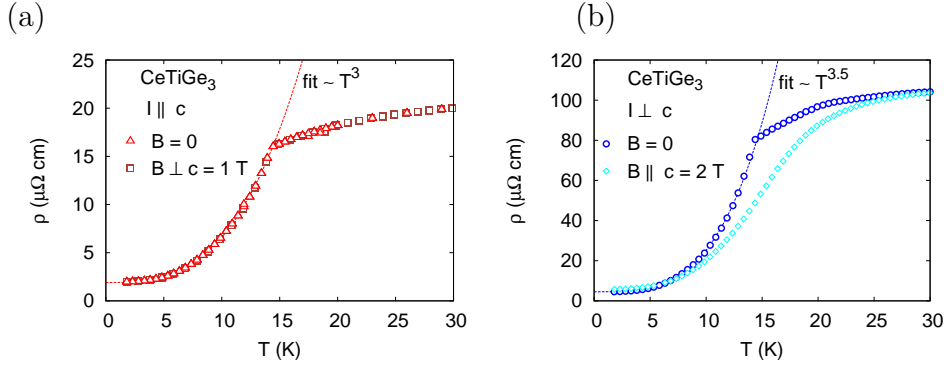 (a)
25
20
15
10
5
0
0 5 10 15 20 25 30
ρ (μΩ cm)
T (K)
CeTiGe3
I || c
B = 0
B ⊥ c = 1 T
fit ~ T^3
(b)
120
100
80
60
40
20
0
0 5 10 15 20 25 30
ρ (μΩ cm)
T (K)
CeTiGe3
I ⊥ c
B = 0
B || c = 2 T
fit ~ T^3.5